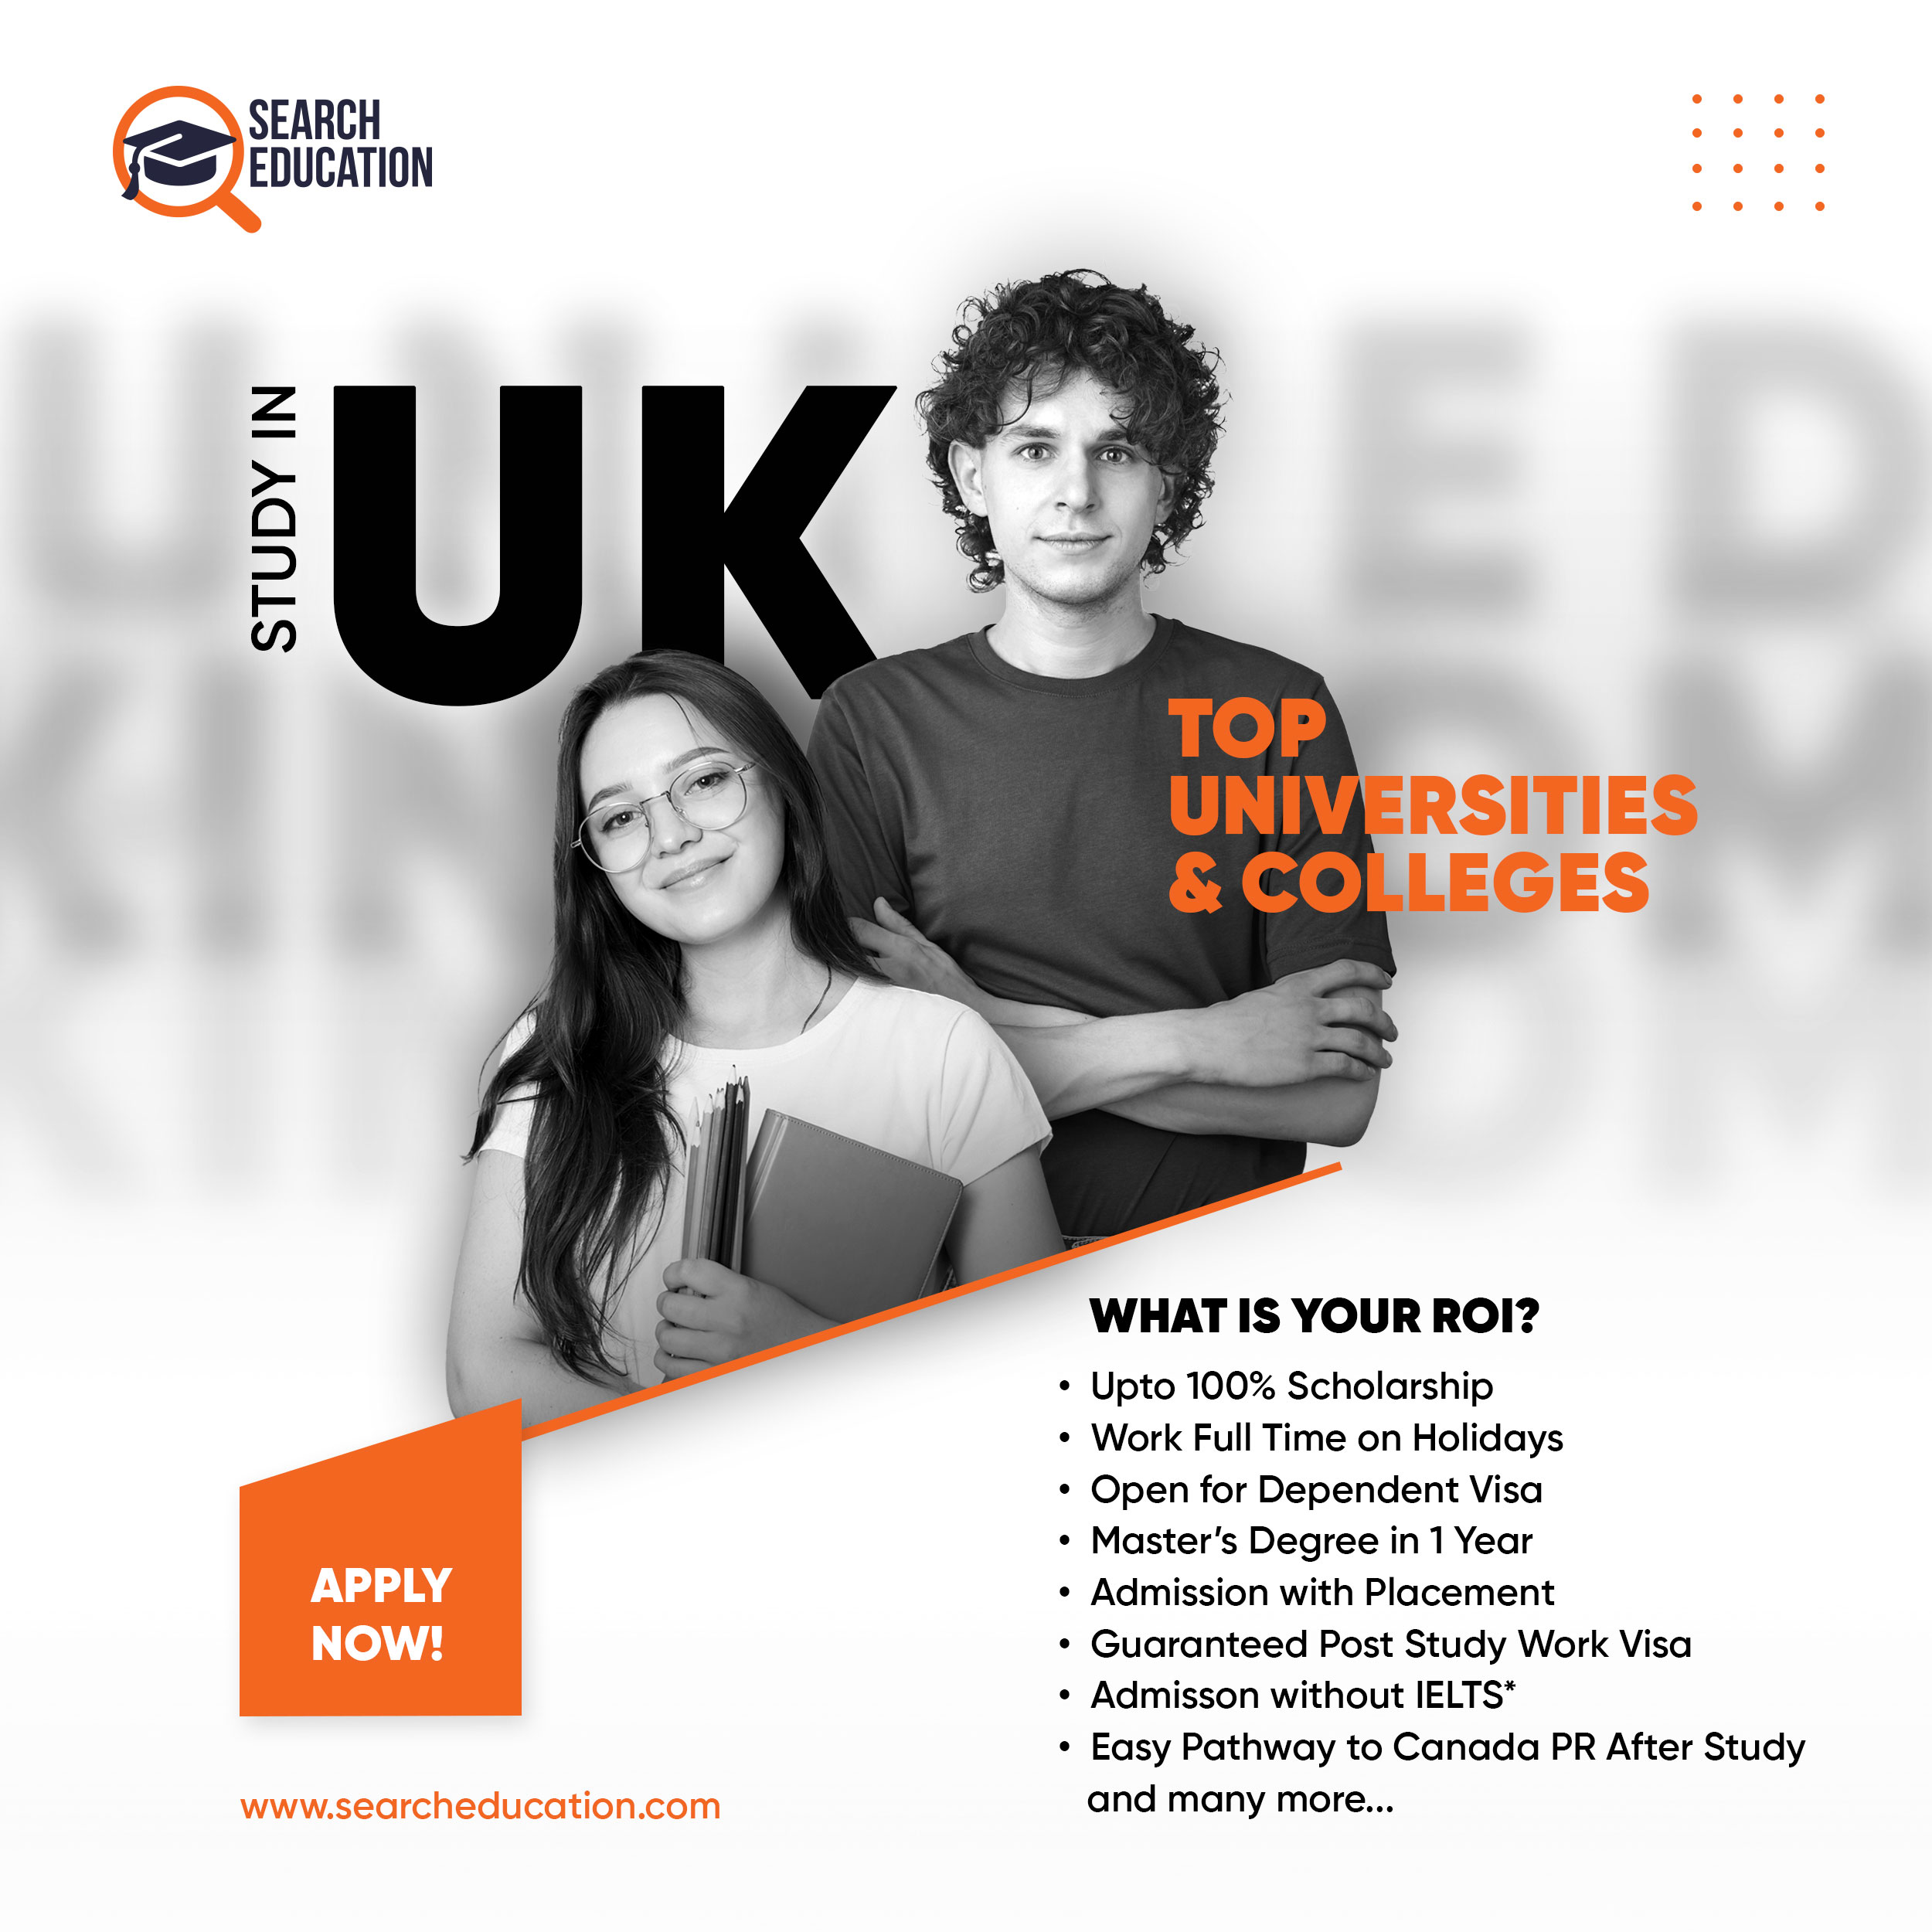 SEARCH
EDUCATION
STUDY IN
UK
UNITED
KINGDOM
TOP
UNIVERSITIES
& COLLEGES
WHAT IS YOUR ROI?
• Upto 100% Scholarship
• Work Full Time on Holidays
• Open for Dependent Visa
• Master's Degree in 1 Year
• Admission with Placement
• Guaranteed Post Study Work Visa
• Admisson without IELTS*
• Easy Pathway to Canada PR After Study
and many more...
APPLY
NOW!
www.searcheducation.com